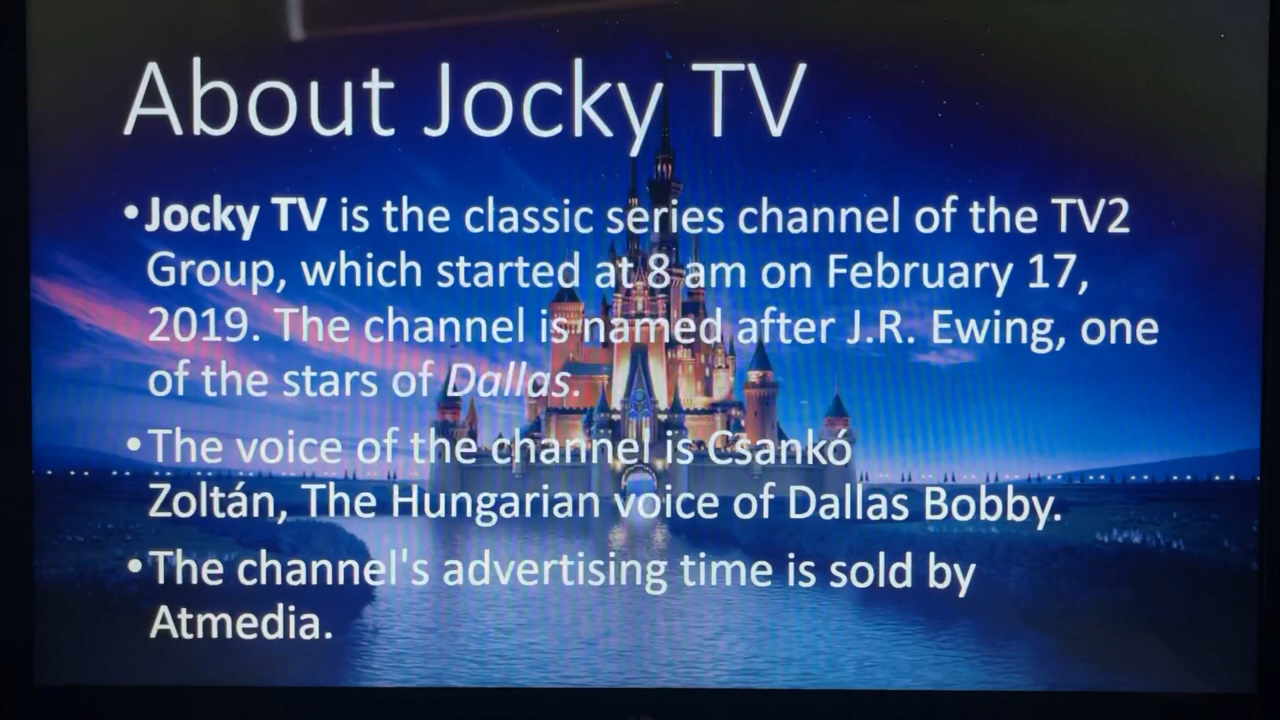 About Jocky TV
•Jocky TV is the classic series channel of the TV2
Group, which started at 8 am on February 17,
2019. The channel is named after J.R. Ewing, one
of the stars of Dallas.
•The voice of the channel is Csankó
Zoltán, The Hungarian voice of Dallas Bobby.
•The channel's advertising time is sold by
Atmedia.